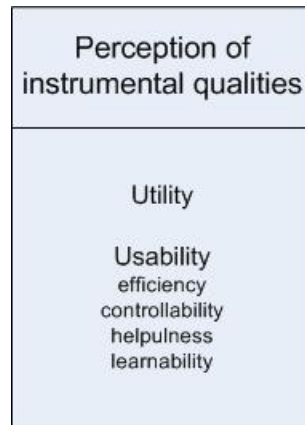 Perception of
instrumental qualities
Utility
Usability
efficiency
controllability
helpulness
learnability